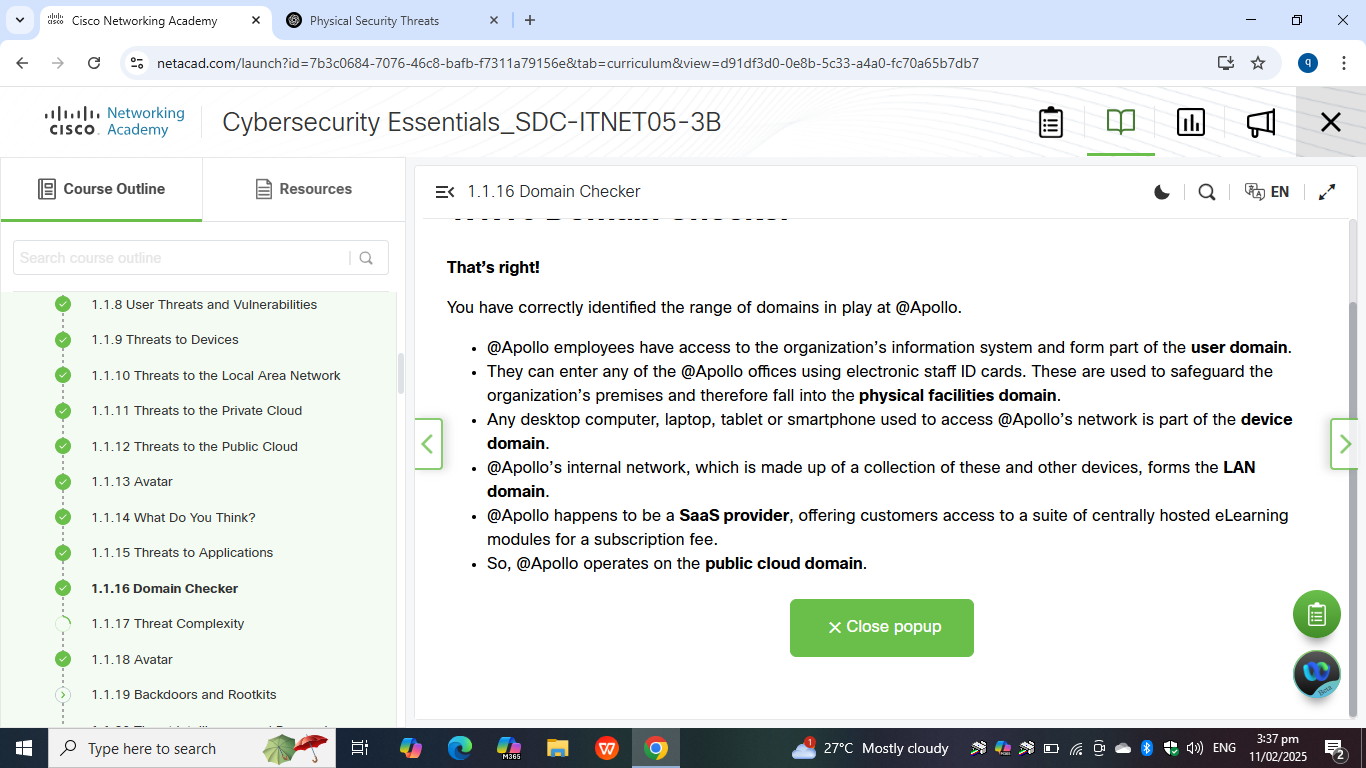 Cisco Networking Academy
Physical Security Threats
netacad.com/launch?id=7b3c0684-7076-46c8-bafb-f7311a79156e&tab=curriculum&view=d91df3d0-0e8b-5c33-a4a0-fc70a65b7db7
q
CISCO
Networking
Academy
Cybersecurity Essentials_SDC-ITNET05-3B
Course Outline
Resources
Search course outline
1.1.8 User Threats and Vulnerabilities
1.1.9 Threats to Devices
1.1.10 Threats to the Local Area Network
1.1.11 Threats to the Private Cloud
1.1.12 Threats to the Public Cloud
1.1.13 Avatar
1.1.14 What Do You Think?
1.1.15 Threats to Applications
1.1.16 Domain Checker
1.1.17 Threat Complexity
1.1.18 Avatar
1.1.19 Backdoors and Rootkits
1.1.16 Domain Checker
EN
That's right!
You have correctly identified the range of domains in play at @Apollo.
• @Apollo employees have access to the organization's information system and form part of the user domain.
• They can enter any of the @Apollo offices using electronic staff ID cards. These are used to safeguard the
organization's premises and therefore fall into the physical facilities domain.
• Any desktop computer, laptop, tablet or smartphone used to access @Apollo's network is part of the device
domain.
• @Apollo's internal network, which is made up of a collection of these and other devices, forms the LAN
domain.
• @Apollo happens to be a SaaS provider, offering customers access to a suite of centrally hosted eLearning
modules for a subscription fee.
• So, @Apollo operates on the public cloud domain.
Close popup
Beta
Type here to search
M365
1
27°C Mostly cloudy
ENG
3:37 pm
11/02/2025
2